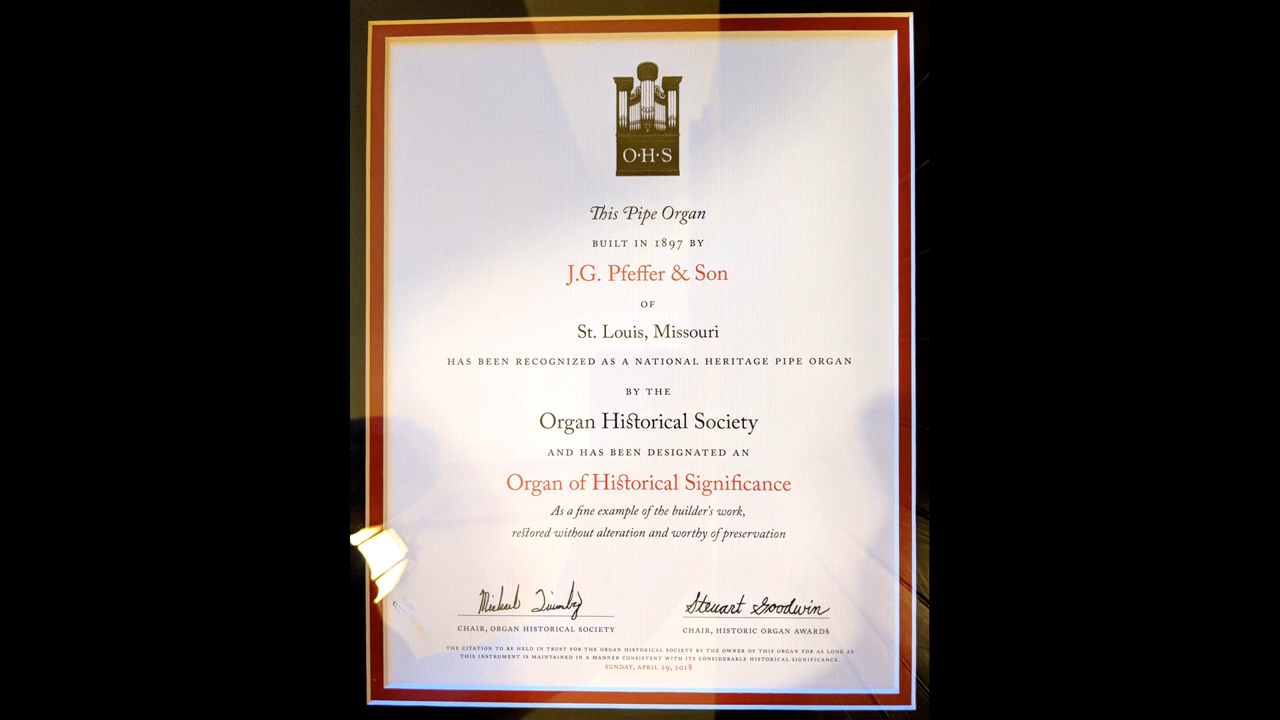 O·H·S
This Pipe Organ
BUILT IN 1897 BY
J.G. Pfeffer & Son
OF
St. Louis, Missouri
HAS BEEN RECOGNIZED AS A NATIONAL HERITAGE PIPE ORGAN
BY THE
Organ Historical Society
AND HAS BEEN DESIGNATED AN
Organ of Historical Significance
As a fine example of the builder's work,
restored without alteration and worthy of preservation
Michael Quimby Steuart Goodwin
CHAIR, ORGAN HISTORICAL SOCIETY CHAIR, HISTORIC ORGAN AWARDS
THE CITATION TO BE HELD IN TRUST FOR THE ORGAN HISTORICAL SOCIETY BY THE OWNER OF THIS ORGAN FOR AS LONG AS
THIS INSTRUMENT IS MAINTAINED IN A MANNER CONSISTENT WITH ITS CONSIDERABLE HISTORICAL SIGNIFICANCE.
SUNDAY, APRIL 29, 2018